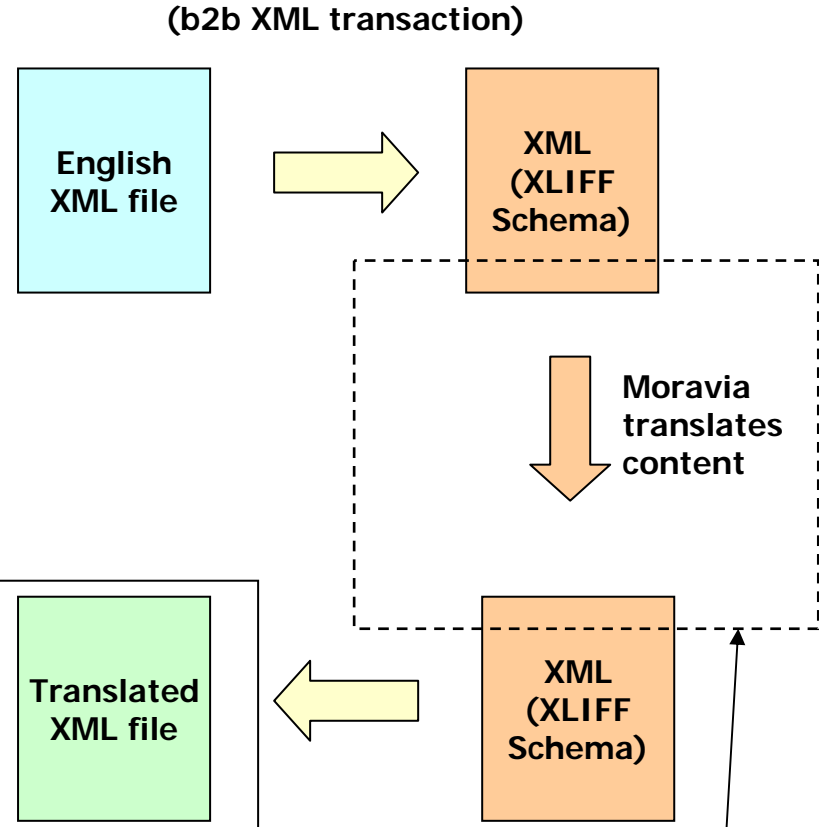 (b2b XML transaction)
English
XML file
XML
(XLIFF
Schema)
Moravia
translates
content
Translated
XML file
XML
(XLIFF
Schema)